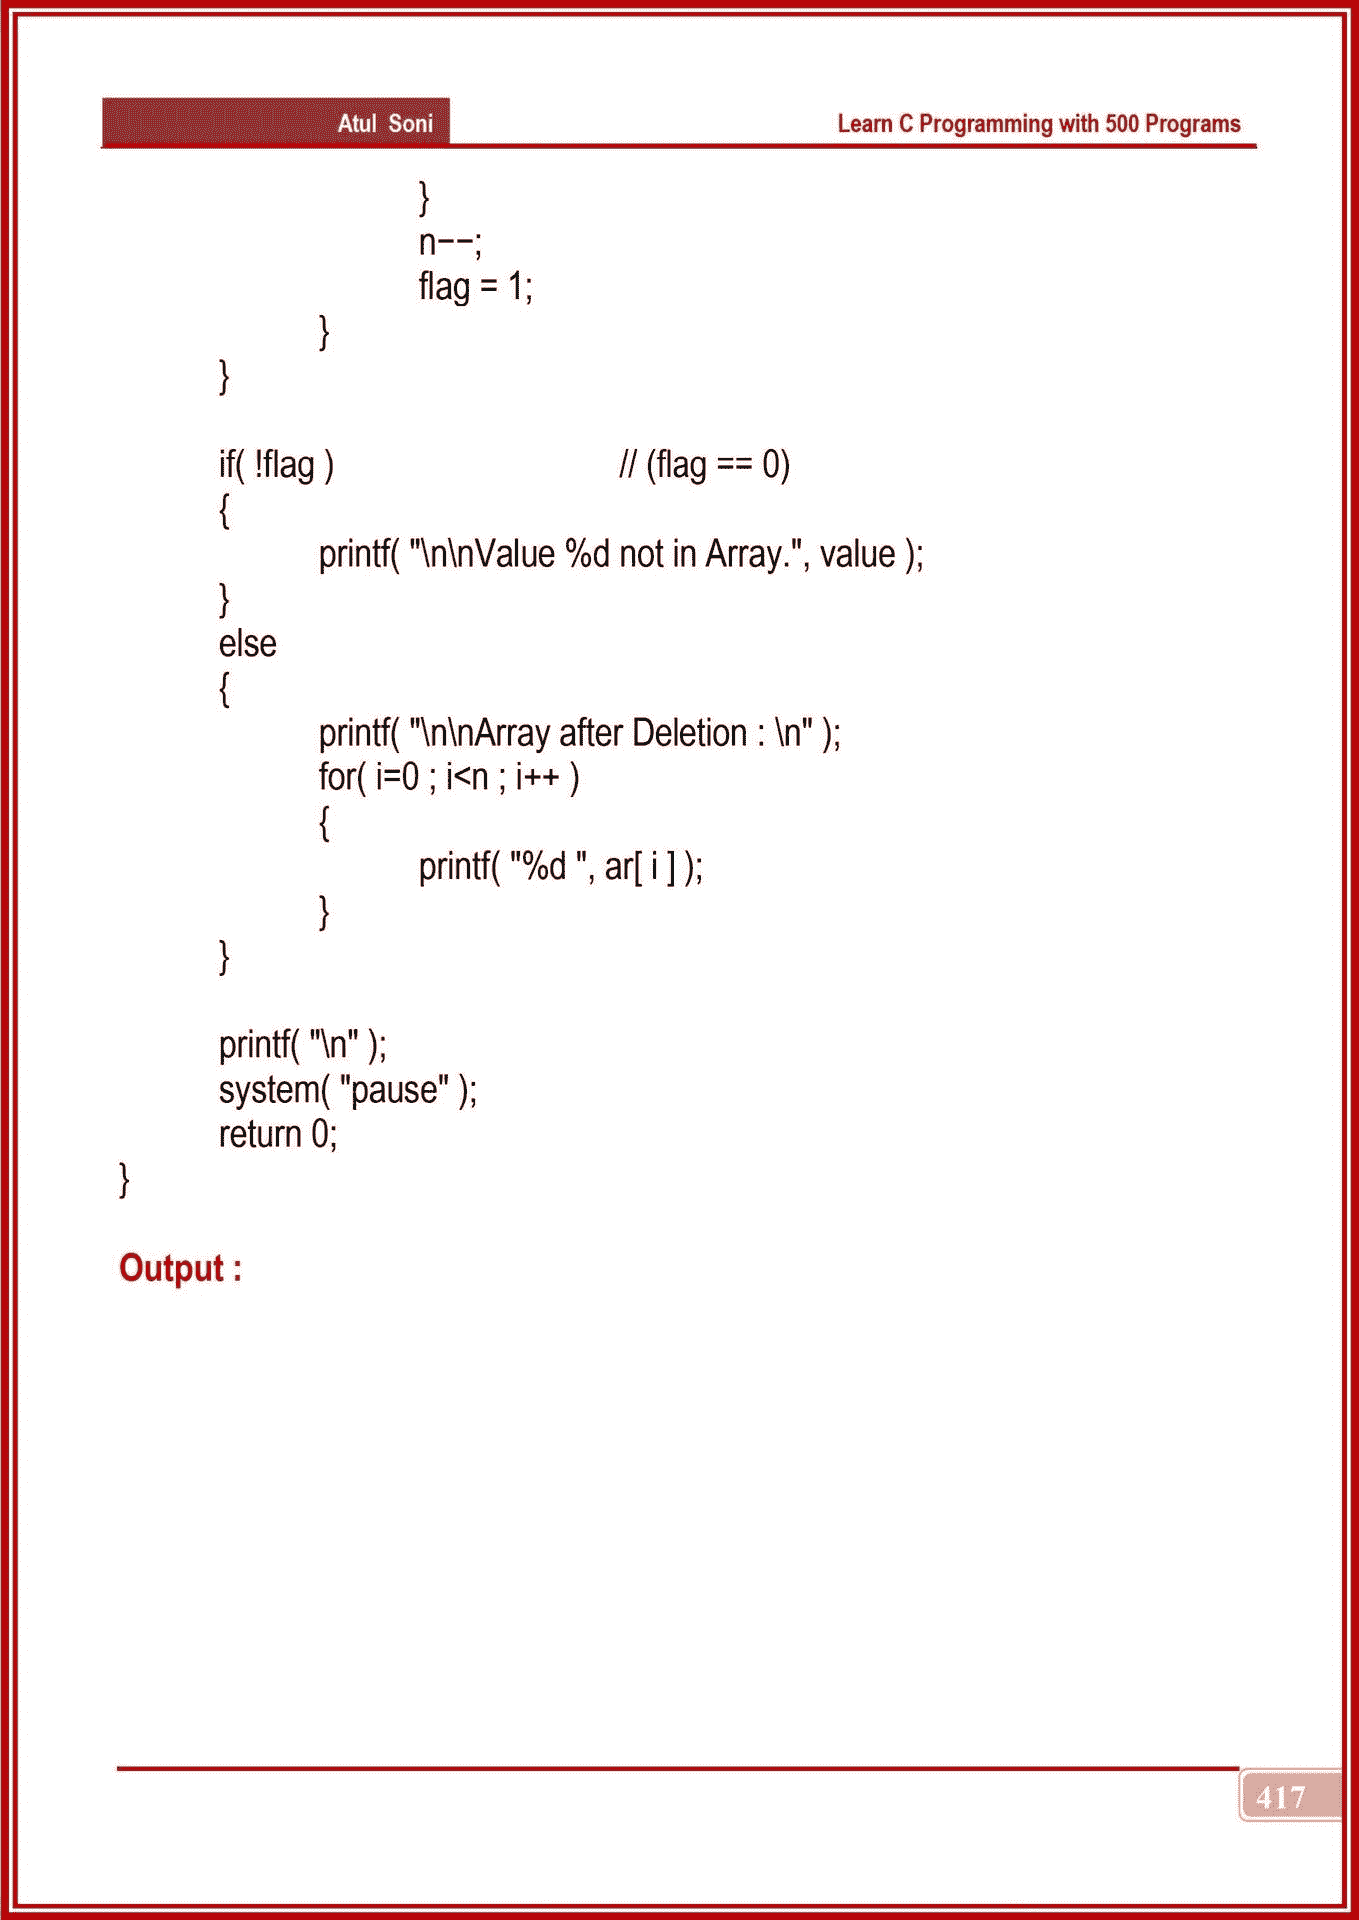 Atul Soni
Learn C Programming with 500 Programs
}
n−−;
flag = 1;
}
}
if( !flag ) // (flag == 0)
{
printf( "\n\nValue %d not in Array.", value );
}
else
{
printf( "\n\nArray after Deletion : \n" );
for( i=0 ; i<n ; i++ )
{
printf( "%d ", ar[ i ] );
}
}
printf( "\n" );
system( "pause" );
return 0;
}
Output :
417